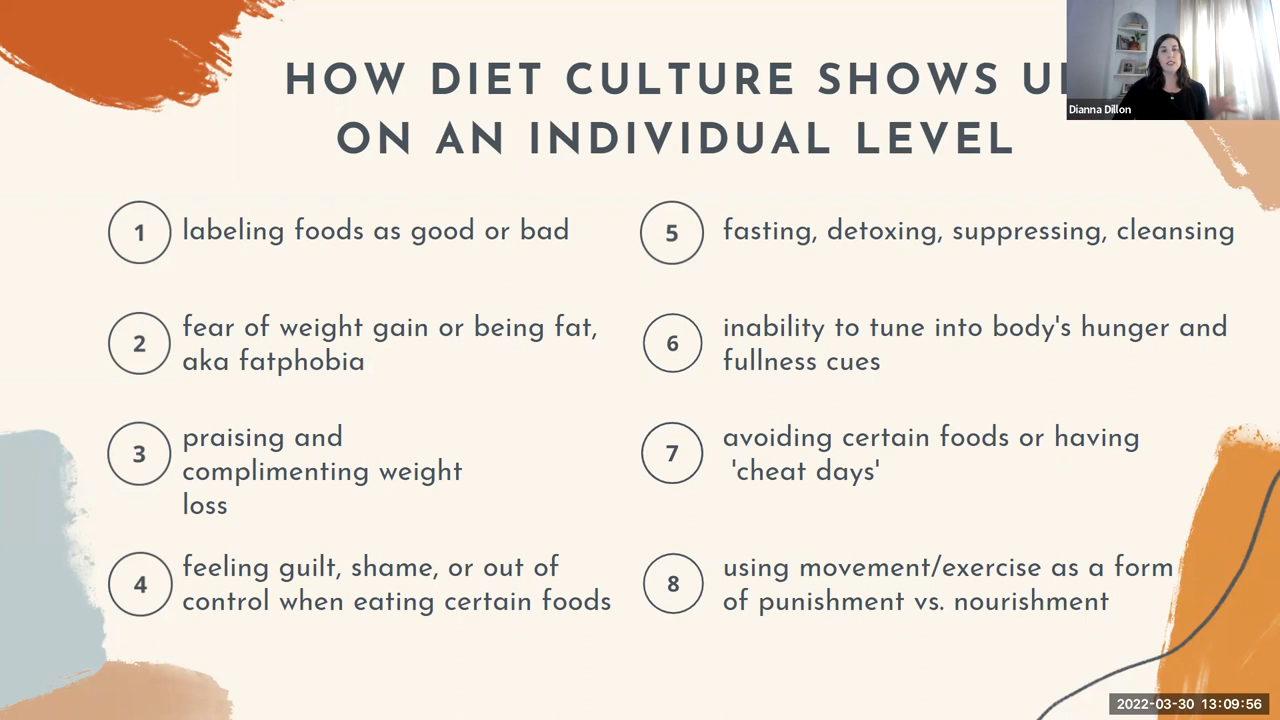 HOW DIET CULTURE SHOWS U
ON AN INDIVIDUAL LEVEL
Dianna Dillon
1 labeling foods as good or bad
2 fear of weight gain or being fat,
aka fatphobia
3 praising and
complimenting weight
loss
4 feeling guilt, shame, or out of
control when eating certain foods
5 fasting, detoxing, suppressing, cleansing
6 inability to tune into body's hunger and
fullness cues
7 avoiding certain foods or having
'cheat days'
8 using movement/exercise as a form
of punishment vs. nourishment
2022-03-30 13:09:56